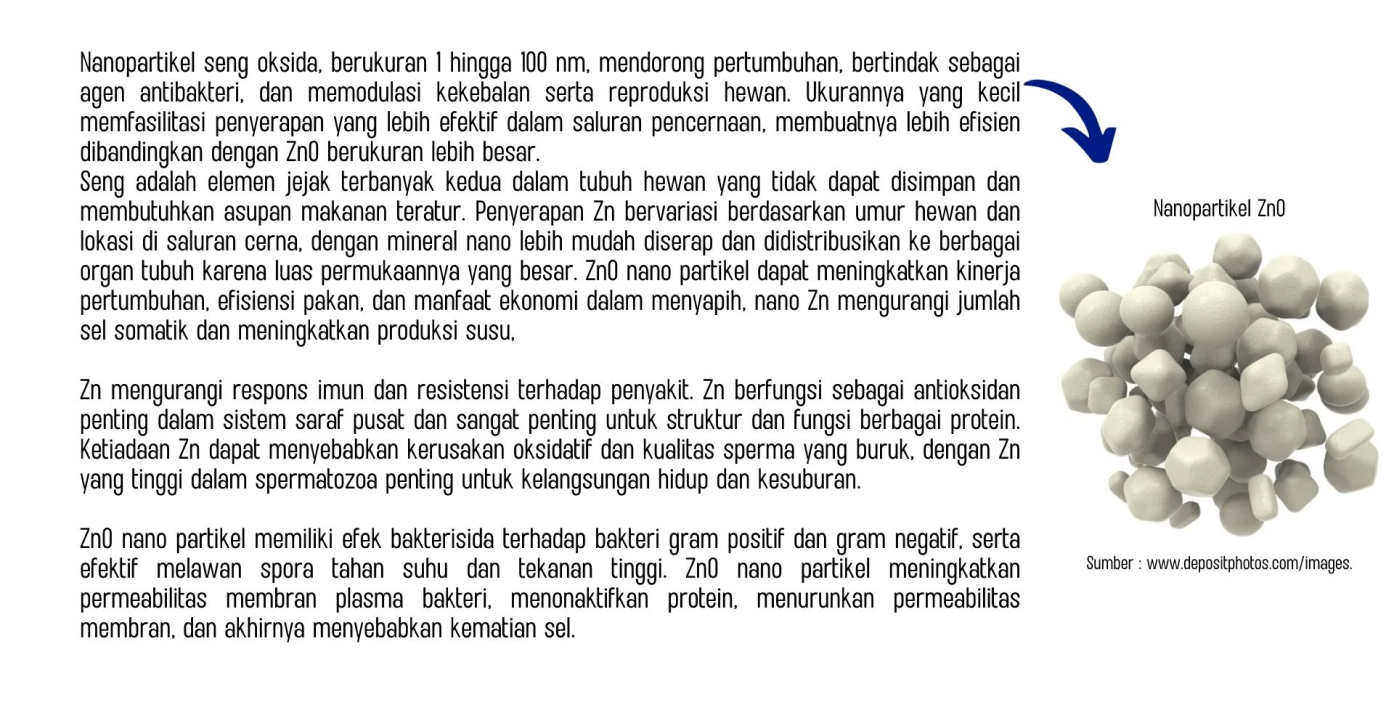 Nanopartikel seng oksida, berukuran 1 hingga 100 nm, mendorong pertumbuhan, bertindak sebagai
agen antibakteri, dan memodulasi kekebalan serta reproduksi hewan. Ukurannya yang kecil
memfasilitasi penyerapan yang lebih efektif dalam saluran pencernaan, membuatnya lebih efisien
dibandingkan dengan ZnO berukuran lebih besar.
Seng adalah elemen jejak terbanyak kedua dalam tubuh hewan yang tidak dapat disimpan dan
membutuhkan asupan makanan teratur. Penyerapan Zn bervariasi berdasarkan umur hewan dan
lokasi di saluran cerna, dengan mineral nano lebih mudah diserap dan didistribusikan ke berbagai
organ tubuh karena luas permukaannya yang besar. ZnO nano partikel dapat meningkatkan kinerja
pertumbuhan, efisiensi pakan, dan manfaat ekonomi dalam menyapih, nano Zn mengurangi jumlah
sel somatik dan meningkatkan produksi susu,
Zn mengurangi respons imun dan resistensi terhadap penyakit. Zn berfungsi sebagai antioksidan
penting dalam sistem saraf pusat dan sangat penting untuk struktur dan fungsi berbagai protein.
Ketiadaan Zn dapat menyebabkan kerusakan oksidatif dan kualitas sperma yang buruk, dengan Zn
yang tinggi dalam spermatozoa penting untuk kelangsungan hidup dan kesuburan.
ZnO nano partikel memiliki efek bakterisida terhadap bakteri gram positif dan gram negatif, serta
efektif melawan spora tahan suhu dan tekanan tinggi. ZnO nano partikel meningkatkan
permeabilitas membran plasma bakteri, menonaktifkan protein, menurunkan permeabilitas
membran, dan akhirnya menyebabkan kematian sel.
Nanopartikel ZnO
Sumber : www.depositphotos.com/images.